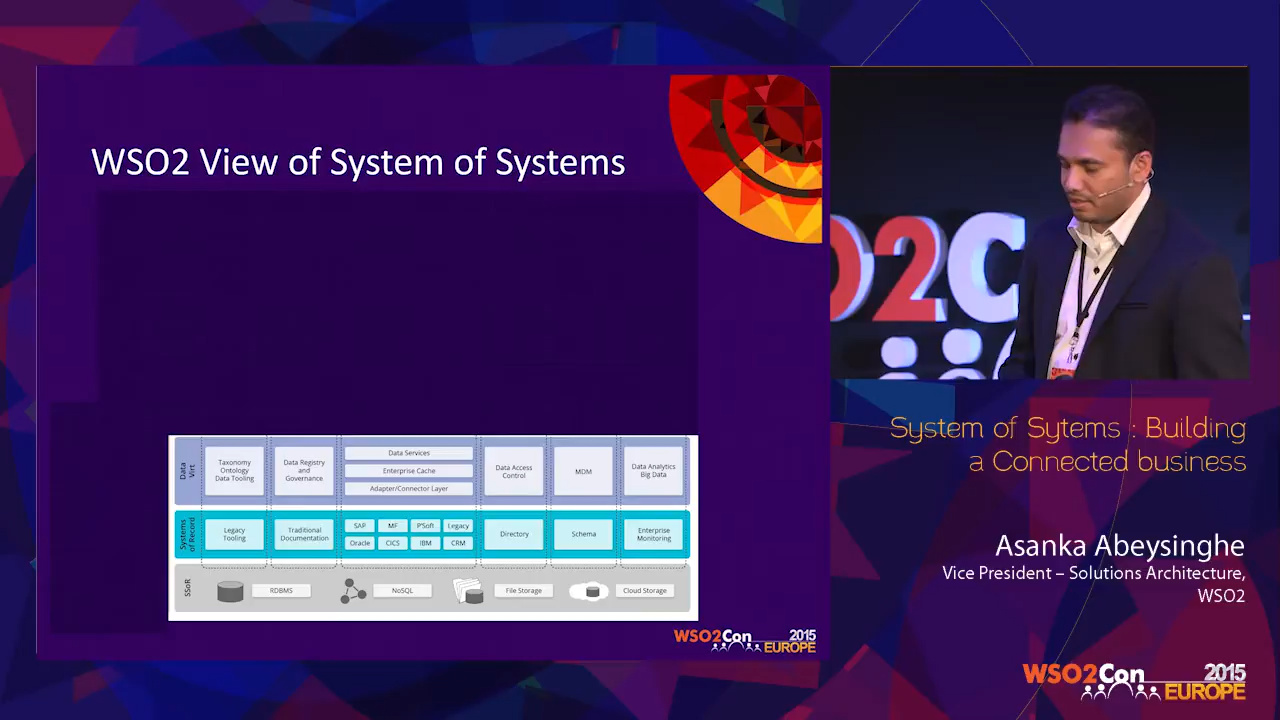 WSO2 View of System of Systems
Data
Virt
Taxonomy
Ontology
Data Tooling
Data Registry
and
Governance
Data Services
Enterprise Cache
Adapter/Connector Layer
Data Access
Control
MDM
Data Analytics
Big Data
Systems
of Record
Legacy
Tooling
Traditional
Documentation
SAP
MF
P'Soft
Legacy
Oracle
CICS
IBM
CRM
Directory
Schema
Enterprise
Monitoring
SSoR
RDBMS
NoSQL
File Storage
Cloud Storage
WSO2Con 2015
EUROPE
O2C
System of Sytems : Building
a Connected business
Asanka Abeysinghe
Vice President – Solutions Architecture,
WSO2
WSO2Con 2015
EUROPE